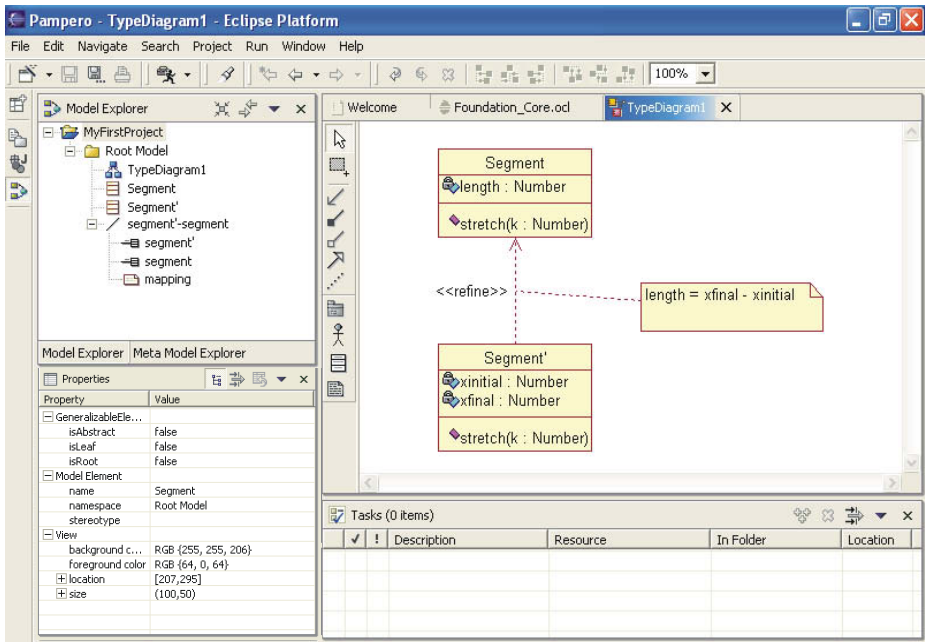 Pampero - TypeDiagram1 - Eclipse Platform
File Edit Navigate Search Project Run Window Help
100%
Model Explorer
MyFirstProject
Root Model
TypeDiagram1
Segment
Segment'
segment'-segment
segment'
segment
mapping
Model Explorer Meta Model Explorer
Properties
Property Value
GeneralizableEle...
isAbstract false
isLeaf false
isRoot false
Model Element
name Segment
namespace Root Model
stereotype
View
background c... RGB {255, 255, 206}
foreground color RGB {64, 0, 64}
location [207,295]
size (100,50)
Welcome Foundation_Core.ocl TypeDiagram1
Segment
length : Number
stretch(k : Number)
<<refine>>
length = xfinal - xinitial
Segment'
xinitial : Number
xfinal : Number
stretch(k : Number)
Tasks (0 items)
! Description Resource In Folder Location